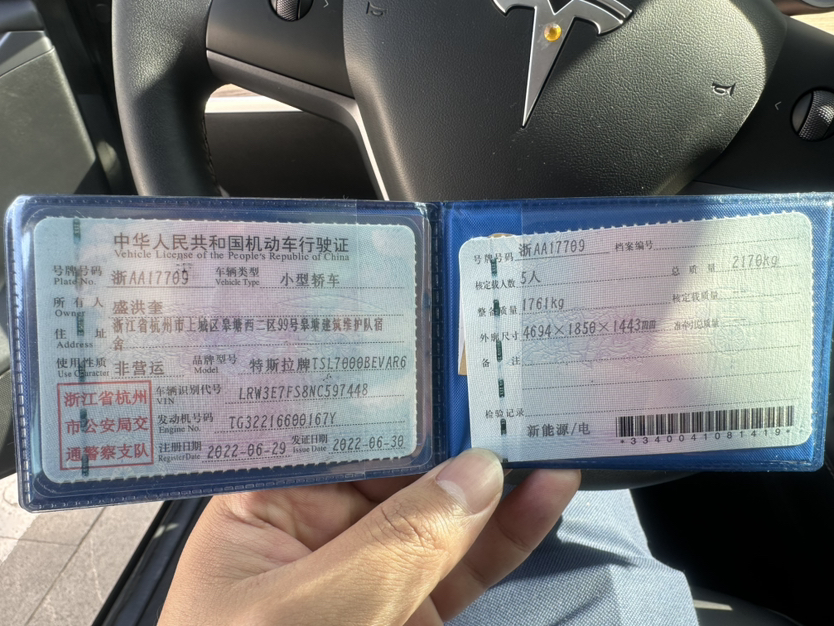 中华人民共和国机动车行驶证
Vehicle License of the People's Republic of China
号牌号码 浙AA17709 车辆类型 小型轿车
Plate No. Vehicle Type
所有人 盛洪奎
Owner
住址 浙江省杭州市上城区皋塘西二区99号皋塘建筑维护队宿舍
Address
使用性质 非营运 品牌型号 特斯拉牌TSL7000BEVAR6
Use Character Model
浙江省杭州市公安局交通警察支队
车辆识别代号 LRW3E7FS8NC597448
VIN
发动机号码 TG32216600167Y
Engine No.
注册日期 2022-06-29 发证日期 2022-06-30
Register Date Issue Date
号牌号码 浙AA17709 档案编号
核定载人数 5人 总质量 2170kg
整备质量 1761kg 核定载质量 --
外廓尺寸 4694×1850×1443mm 准牵引总质量 --
备注
检验记录
新能源/电
*3340041081419*